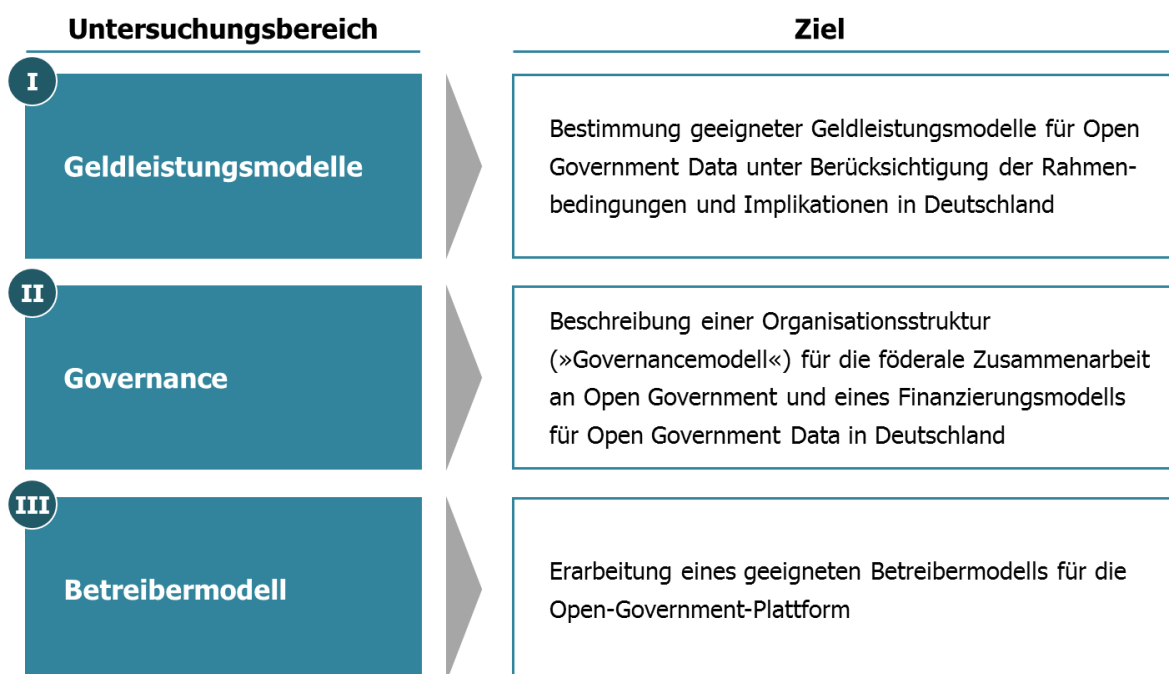 Untersuchungsbereich
Ziel
I
Geldleistungsmodelle
Bestimmung geeigneter Geldleistungsmodelle für Open
Government Data unter Berücksichtigung der Rahmen-
bedingungen und Implikationen in Deutschland
II
Governance
Beschreibung einer Organisationsstruktur
(»Governancemodell«) für die föderale Zusammenarbeit
an Open Government und eines Finanzierungsmodells
für Open Government Data in Deutschland
III
Betreibermodell
Erarbeitung eines geeigneten Betreibermodells für die
Open-Government-Plattform